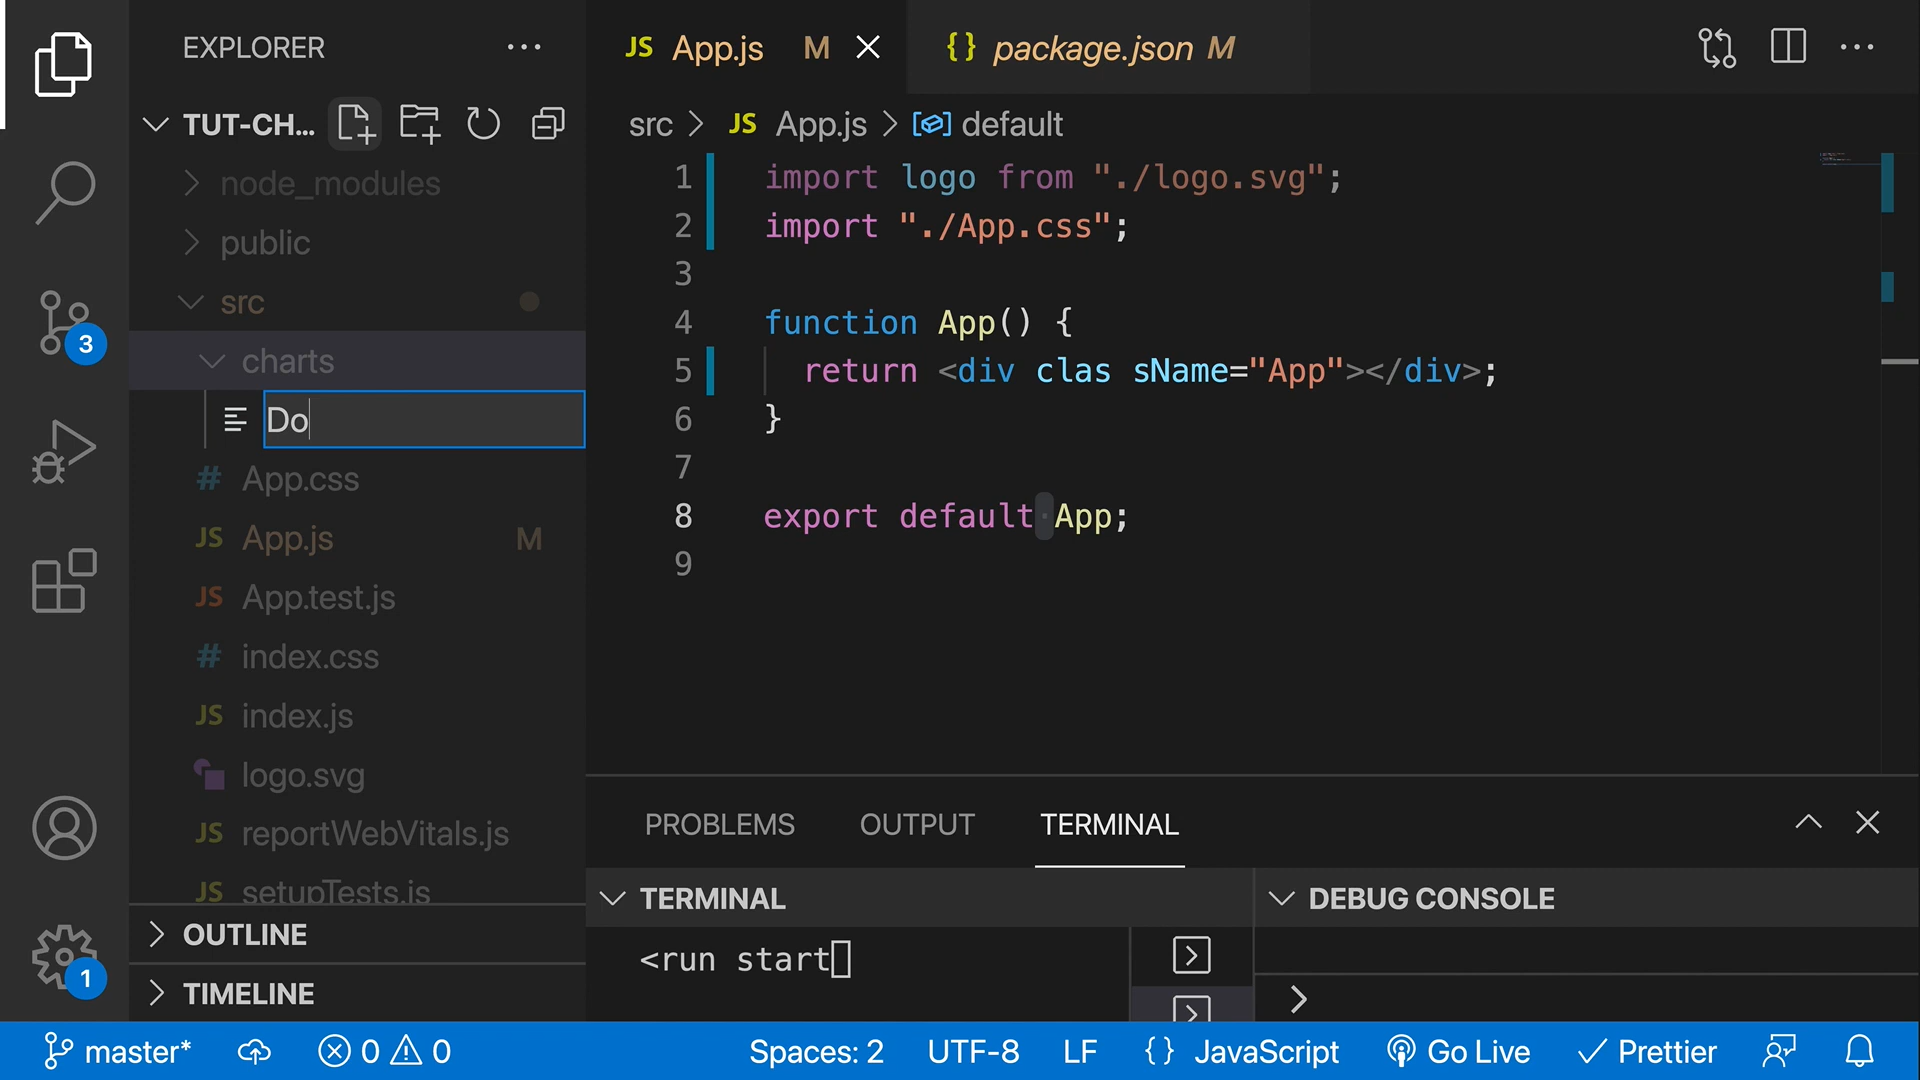 EXPLORER
TUT-CH...
node_modules
public
src
charts
Do
App.css
App.js M
App.test.js
index.css
index.js
logo.svg
reportWebVitals.js
setupTests.js
OUTLINE
TIMELINE
3
1
App.js M
package.json M
src > JS App.js > default
1 import logo from "./logo.svg";
2 import "./App.css";
3
4 function App() {
5 return <div clas sName="App"></div>;
6 }
7
8 export default App;
9
PROBLEMS OUTPUT TERMINAL
TERMINAL
<run start
DEBUG CONSOLE
master* 0 0 Spaces: 2 UTF-8 LF {} JavaScript Go Live Prettier